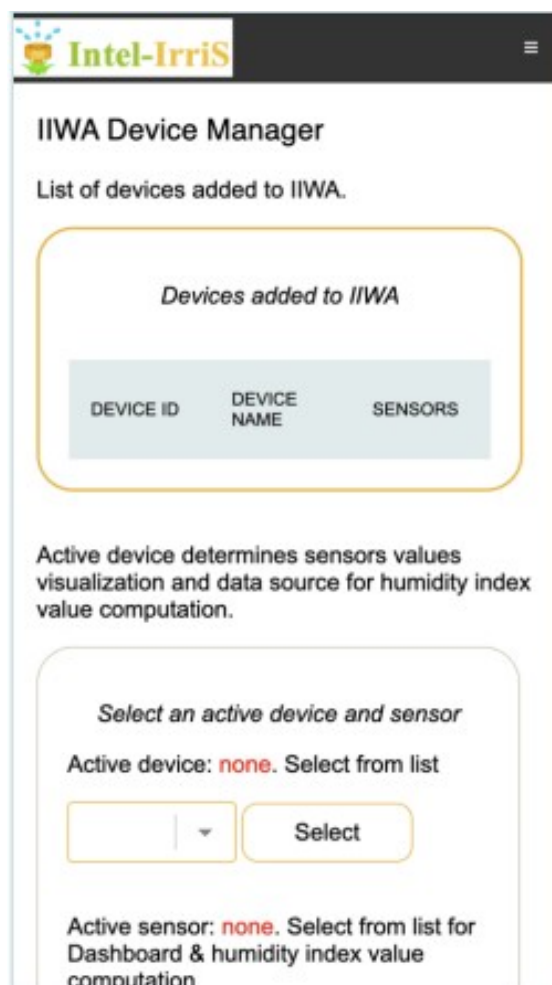 Intel-IrriS
IIWA Device Manager
List of devices added to IIWA.
Devices added to IIWA
DEVICE ID DEVICE NAME SENSORS
Active device determines sensors values
visualization and data source for humidity index
value computation.
Select an active device and sensor
Active device: none. Select from list
Select
Active sensor: none. Select from list for
Dashboard & humidity index value
computation